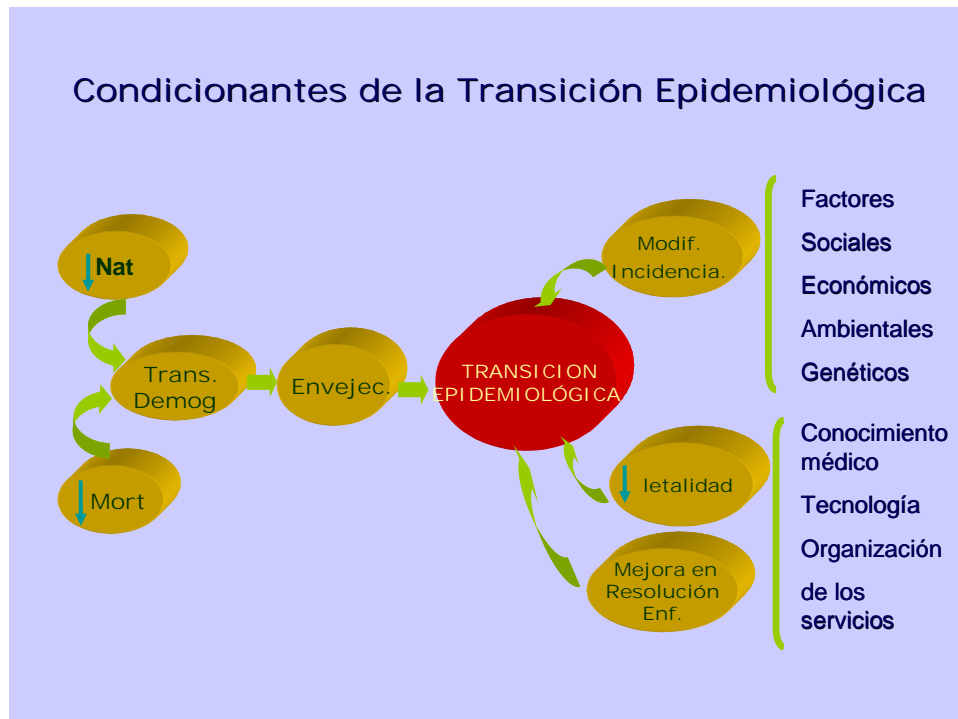 Condicionantes de la Transición Epidemiológica
Nat
Trans.
Demog
Mort
Envejec.
TRANSICION
EPIDEMIOLÓGICA
Modif.
Incidencia.
letalidad
Mejora en
Resolución
Enf.
Factores
Sociales
Económicos
Ambientales
Genéticos
Conocimiento
médico
Tecnología
Organización
de los
servicios